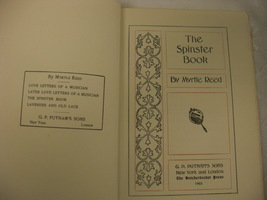 By Myrtle Reed
LOVE LETTERS OF A MUSICIAN
LATER LOVE LETTERS OF A MUSICIAN
THE SPINSTER BOOK
LAVENDER AND OLD LACE
G. P. PUTNAM'S SONS
New York London
The
Spinster
Book
By Myrtle Reed
G. P. PUTNAM'S SONS
NEW YORK AND LONDON
The Knickerbocker Press